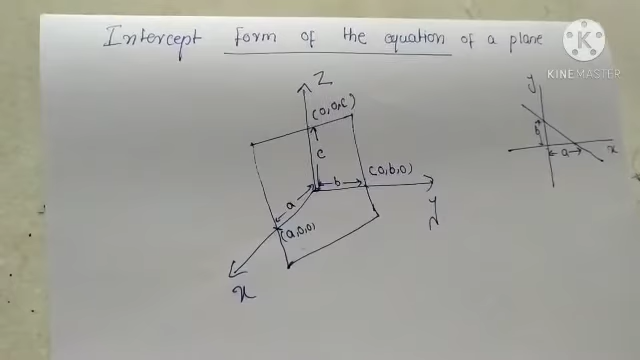 Intercept form of the equation of a plane
KINEMASTER
Z
(0,0,c)
y
c
b
a
x
(0,b,0)
b
a
(a,0,0)
y
x